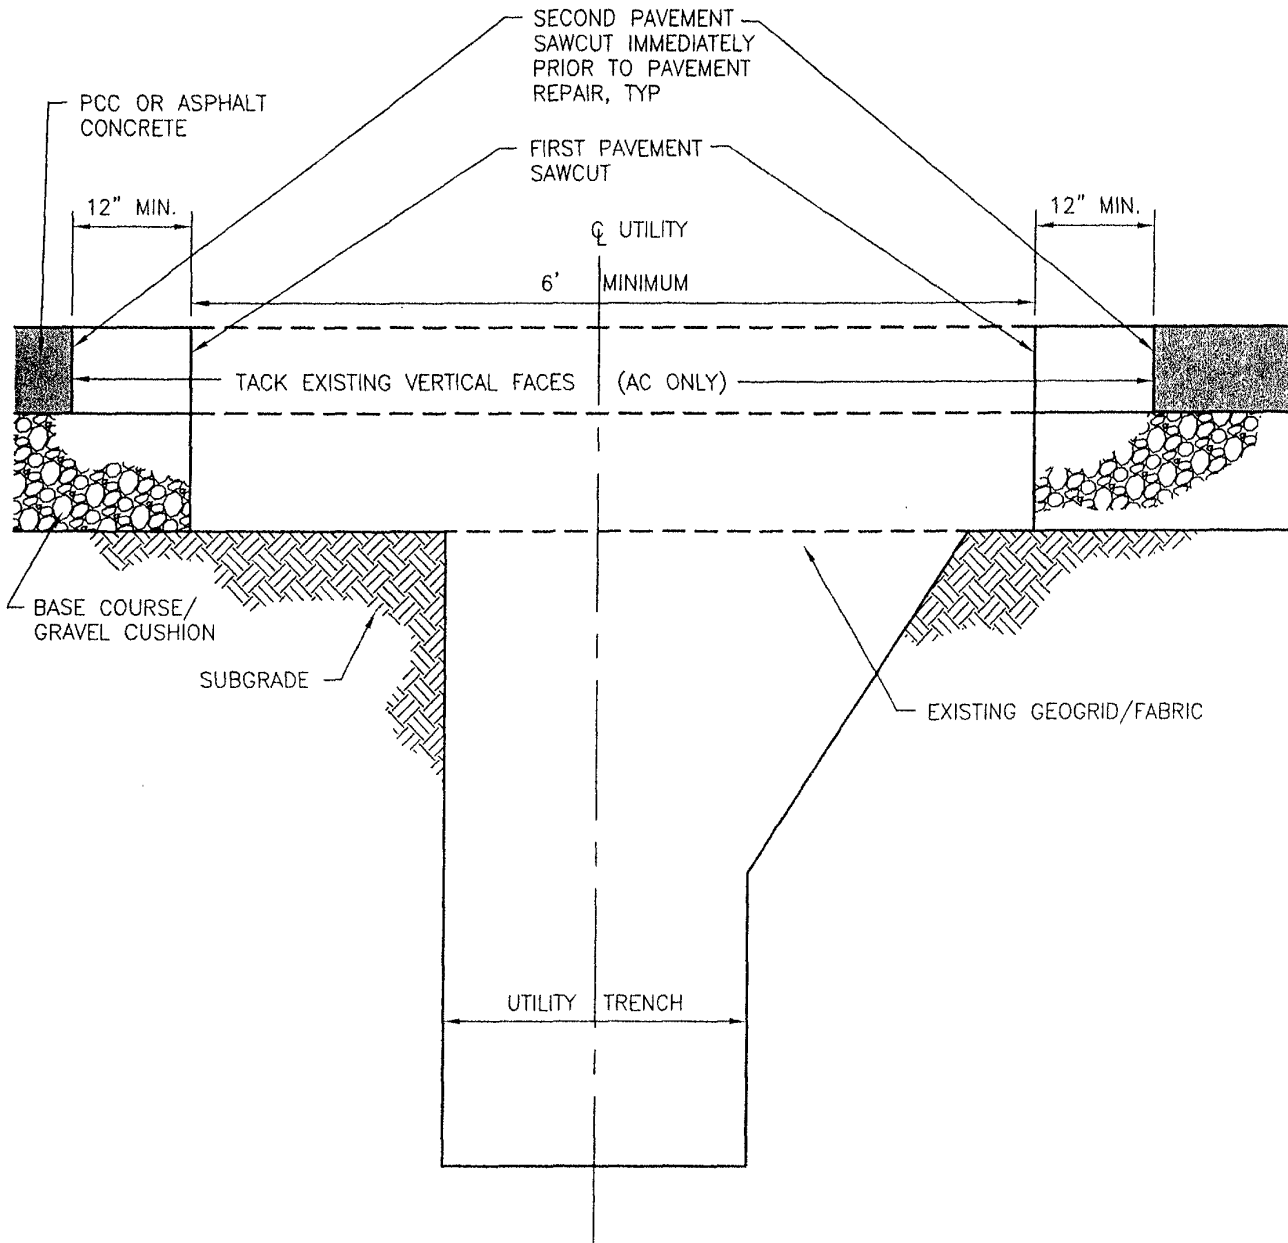 SECOND PAVEMENT
SAWCUT IMMEDIATELY
PRIOR TO PAVEMENT
REPAIR, TYP
PCC OR ASPHALT
CONCRETE
FIRST PAVEMENT
SAWCUT
12" MIN.
12" MIN.
℄ UTILITY
6' MINIMUM
TACK EXISTING VERTICAL FACES (AC ONLY)
BASE COURSE/
GRAVEL CUSHION
SUBGRADE
EXISTING GEOGRID/FABRIC
UTILITY TRENCH